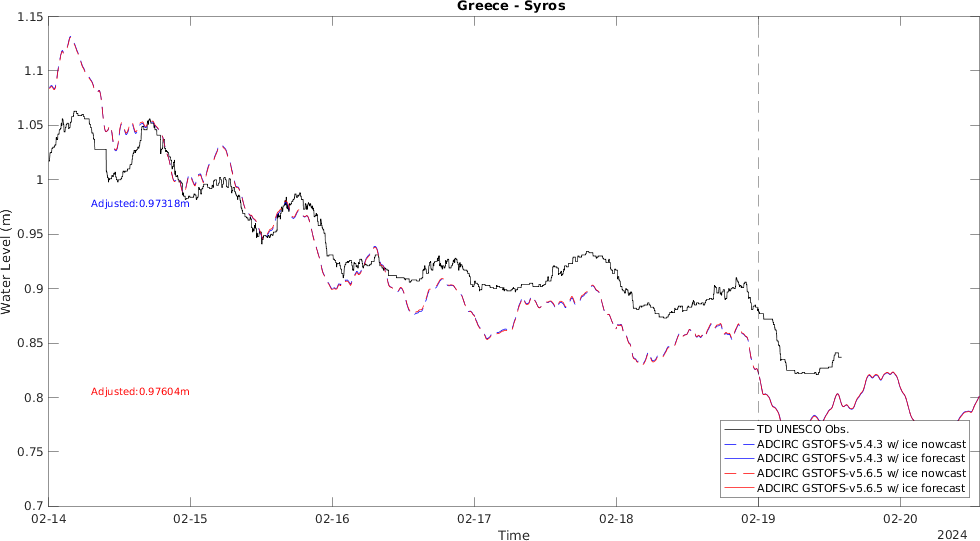 Greece - Syros
1.15
1.1
1.05
1
0.95
0.9
0.85
0.8
0.75
0.7
Water Level (m)
Adjusted:0.97318m
Adjusted:0.97604m
TD UNESCO Obs.
ADCIRC GSTOFS-v5.4.3 w/ ice nowcast
ADCIRC GSTOFS-v5.4.3 w/ ice forecast
ADCIRC GSTOFS-v5.6.5 w/ ice nowcast
ADCIRC GSTOFS-v5.6.5 w/ ice forecast
02-14 02-15 02-16 02-17 02-18 02-19 02-20
Time
2024